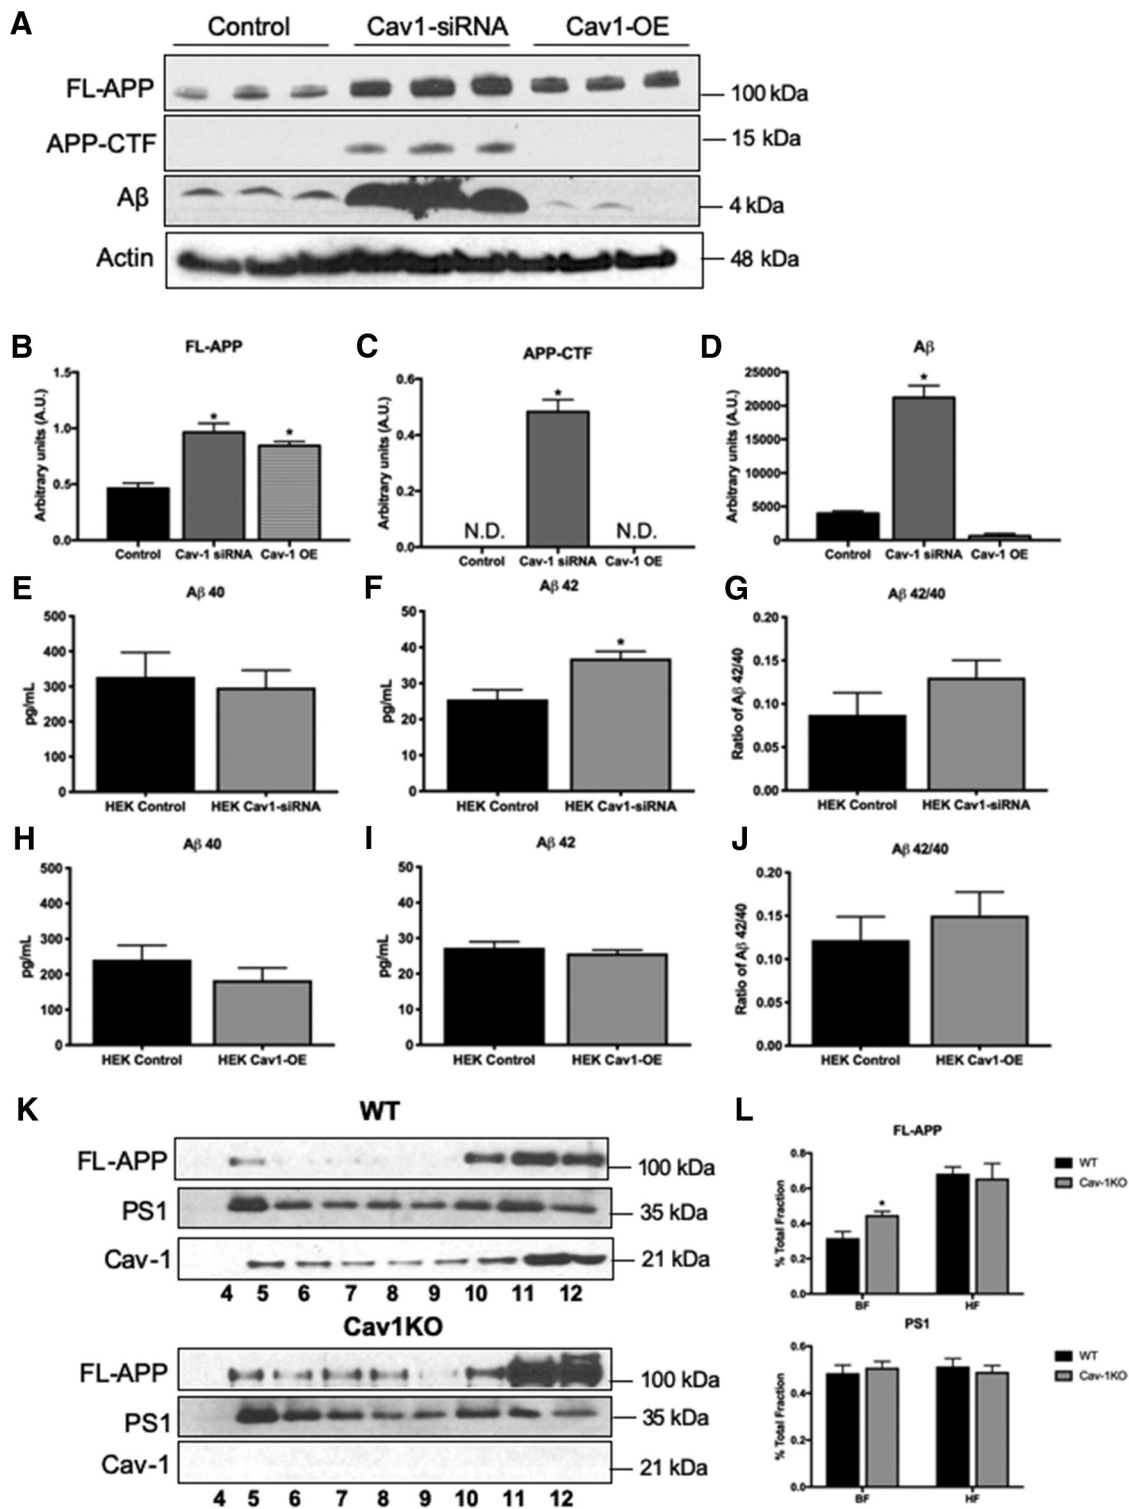 A
Control Cav1-siRNA Cav1-OE
FL-APP 100 kDa
APP-CTF 15 kDa
Aβ 4 kDa
Actin 48 kDa
B
FL-APP
Arbitrary units (A.U.)
1.5
1.0
0.5
0.0
*
*
Control Cav-1 siRNA Cav-1 OE
C
APP-CTF
Arbitrary units (A.U.)
0.6
0.4
0.2
0.0
*
N.D. N.D.
Control Cav-1 siRNA Cav-1 OE
D
Aβ
Arbitrary units (A.U.)
25000
20000
15000
10000
5000
0
*
Control Cav-1 siRNA Cav-1 OE
E
Aβ 40
pg/mL
500
400
300
200
100
0
HEK Control HEK Cav1-siRNA
F
Aβ 42
pg/mL
50
40
30
20
10
0
*
HEK Control HEK Cav1-siRNA
G
Aβ 42/40
Ratio of Aβ 42/40
0.20
0.15
0.10
0.05
0.00
HEK Control HEK Cav1-siRNA
H
Aβ 40
pg/mL
500
400
300
200
100
0
HEK Control HEK Cav1-OE
I
Aβ 42
pg/mL
50
40
30
20
10
0
HEK Control HEK Cav1-OE
J
Aβ 42/40
Ratio of Aβ 42/40
0.20
0.15
0.10
0.05
0.00
HEK Control HEK Cav1-OE
K
WT
FL-APP 100 kDa
PS1 35 kDa
Cav-1 21 kDa
4 5 6 7 8 9 10 11 12
Cav1KO
FL-APP 100 kDa
PS1 35 kDa
Cav-1 21 kDa
4 5 6 7 8 9 10 11 12
L
FL-APP
% Total Fraction
0.8
0.6
0.4
0.2
0.0
*
BF HF
WT
Cav-1KO
PS1
% Total Fraction
0.6
0.4
0.2
0.0
BF HF
WT
Cav-1KO